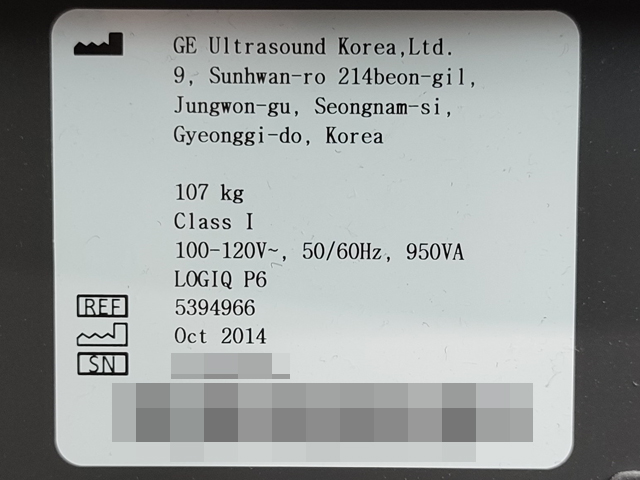 GE Ultrasound Korea,Ltd.
9, Sunhwan-ro 214beon-gil,
Jungwon-gu, Seongnam-si,
Gyeonggi-do, Korea
107 kg
Class I
100-120V~, 50/60Hz, 950VA
LOGIQ P6
REF 5394966
Oct 2014
SN